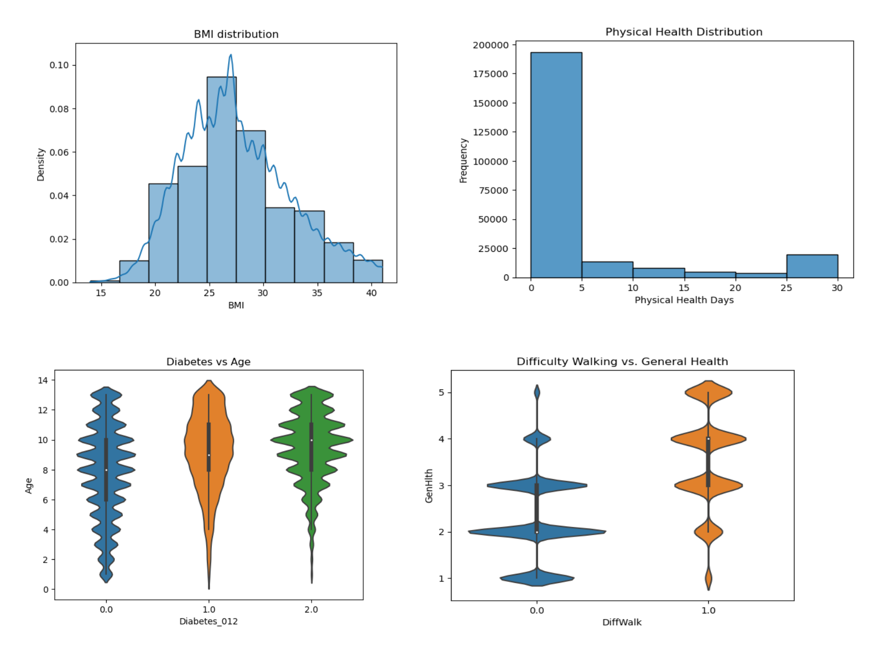 BMI distribution
0.10
0.08
0.06
0.04
0.02
0.00
Density
15 20 25 30 35 40
BMI
Physical Health Distribution
200000
175000
150000
125000
100000
75000
50000
25000
0
Frequency
0 5 10 15 20 25 30
Physical Health Days
Diabetes vs Age
14
12
10
8
6
4
2
0
Age
0.0 1.0 2.0
Diabetes_012
Difficulty Walking vs. General Health
5
4
3
2
1
GenHlth
0.0 1.0
DiffWalk